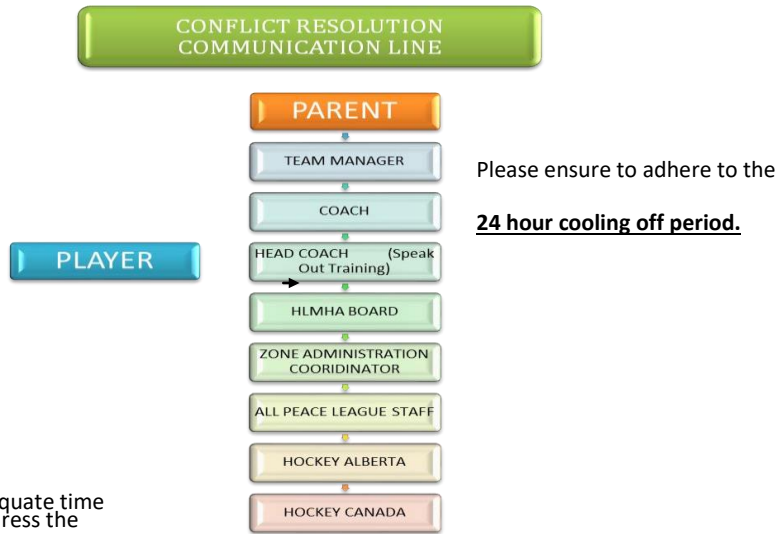 CONFLICT RESOLUTION
COMMUNICATION LINE
PARENT
TEAM MANAGER
Please ensure to adhere to the
COACH
24 hour cooling off period.
PLAYER
HEAD COACH (Speak
Out Training)
HLMHA BOARD
ZONE ADMINISTRATION
COORIDINATOR
ALL PEACE LEAGUE STAFF
HOCKEY ALBERTA
quate time
ress the
HOCKEY CANADA